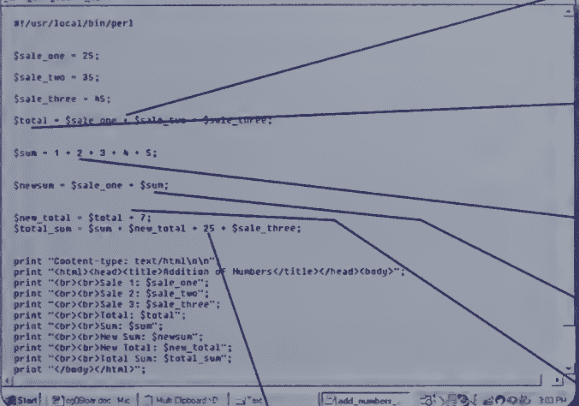 #!/usr/local/bin/perl
$sale_one = 25;
$sale_two = 35;
$sale_three = 45;
$total = $sale_one + $sale_two + $sale_three;
$sum = 1 + 2 + 3 + 4 + 5;
$newsum = $sale_one + $sum;
$new_total = $total + 7;
$total_sum = $sum + $new_total + 25 + $sale_three;
print "Content-type: text/html\n\n";
print "<html><head><title>Addition of Numbers</title></head><body>";
print "<br><br>Sale 1: $sale_one";
print "<br><br>Sale 2: $sale_two";
print "<br><br>Sale 3: $sale_three";
print "<br><br>Total: $total";
print "<br><br>Sum: $sum";
print "<br><br>New Sum: $newsum";
print "<br><br>New Total: $new_total";
print "<br><br>Total Sum: $total_sum";
print "</body></html>";
Start Multi Clipboard add_numbers_ 3:03 PM